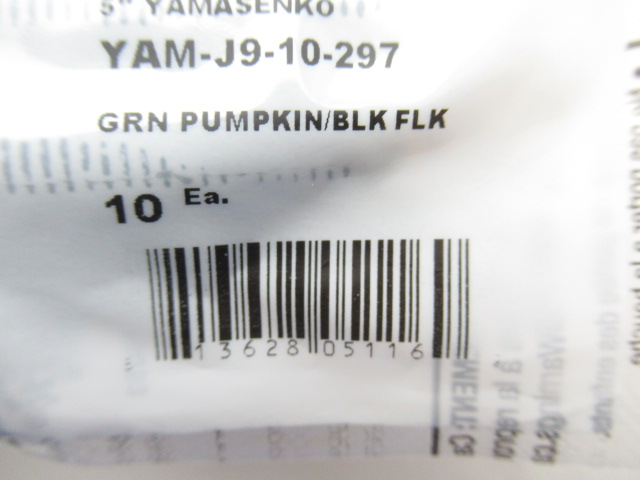 5" YAMASENKO
YAM-J9-10-297
GRN PUMPKIN/BLK FLK
10 Ea.
13628 05116